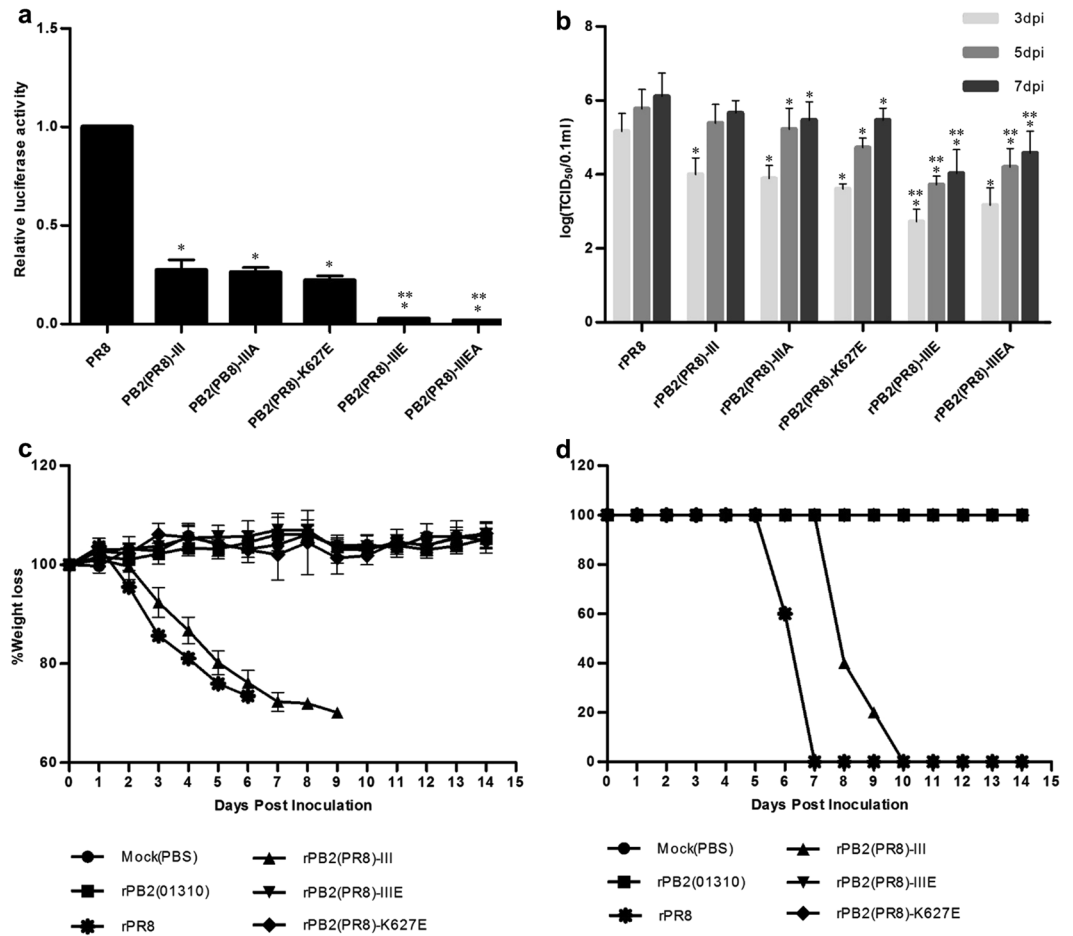 a
1.5
1.0
0.5
0.0
Relative luciferase activity
*
*
*
**
*
**
*
PR8
PB2(PR8)-III
PB2(PB8)-IIIA
PB2(PR8)-K627E
PB2(PR8)-IIIE
PB2(PR8)-IIIEA
b
3dpi
5dpi
7dpi
8
6
4
2
0
log(TCID50/0.1ml)
*
*
*
*
*
*
*
**
*
**
*
**
*
*
**
*
**
*
rPR8
rPB2(PR8)-III
rPB2(PR8)-IIIA
rPB2(PR8)-K627E
rPB2(PR8)-IIIE
rPB2(PR8)-IIIEA
c
120
100
80
60
%Weight loss
0 1 2 3 4 5 6 7 8 9 10 11 12 13 14 15
Days Post Inoculation
Mock(PBS)
rPB2(01310)
rPR8
rPB2(PR8)-III
rPB2(PR8)-IIIE
rPB2(PR8)-K627E
d
120
100
80
60
40
20
0
0 1 2 3 4 5 6 7 8 9 10 11 12 13 14 15
Days Post Inoculation
Mock(PBS)
rPB2(01310)
rPR8
rPB2(PR8)-III
rPB2(PR8)-IIIE
rPB2(PR8)-K627E